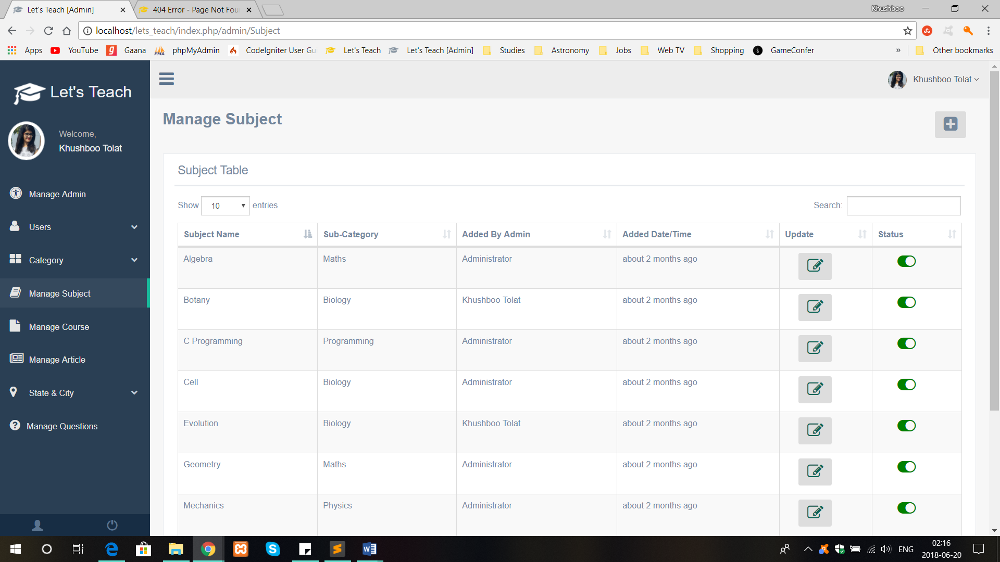 Let's Teach [Admin]
404 Error - Page Not Fou
Khushboo
localhost/lets_teach/index.php/admin/Subject
Apps YouTube Gaana phpMyAdmin CodeIgniter User Gu Let's Teach Let's Teach [Admin] Studies Astronomy Jobs Web TV Shopping GameConfer » Other bookmarks
Let's Teach
Welcome,
Khushboo Tolat
Manage Admin
Users
Category
Manage Subject
Manage Course
Manage Article
State & City
Manage Questions
Khushboo Tolat
Manage Subject
Subject Table
Show 10 entries
Search:
Subject Name Sub-Category Added By Admin Added Date/Time Update Status
Algebra Maths Administrator about 2 months ago
Botany Biology Khushboo Tolat about 2 months ago
C Programming Programming Administrator about 2 months ago
Cell Biology Administrator about 2 months ago
Evolution Biology Khushboo Tolat about 2 months ago
Geometry Maths Administrator about 2 months ago
Mechanics Physics Administrator about 2 months ago
ENG
02:16
2018-06-20